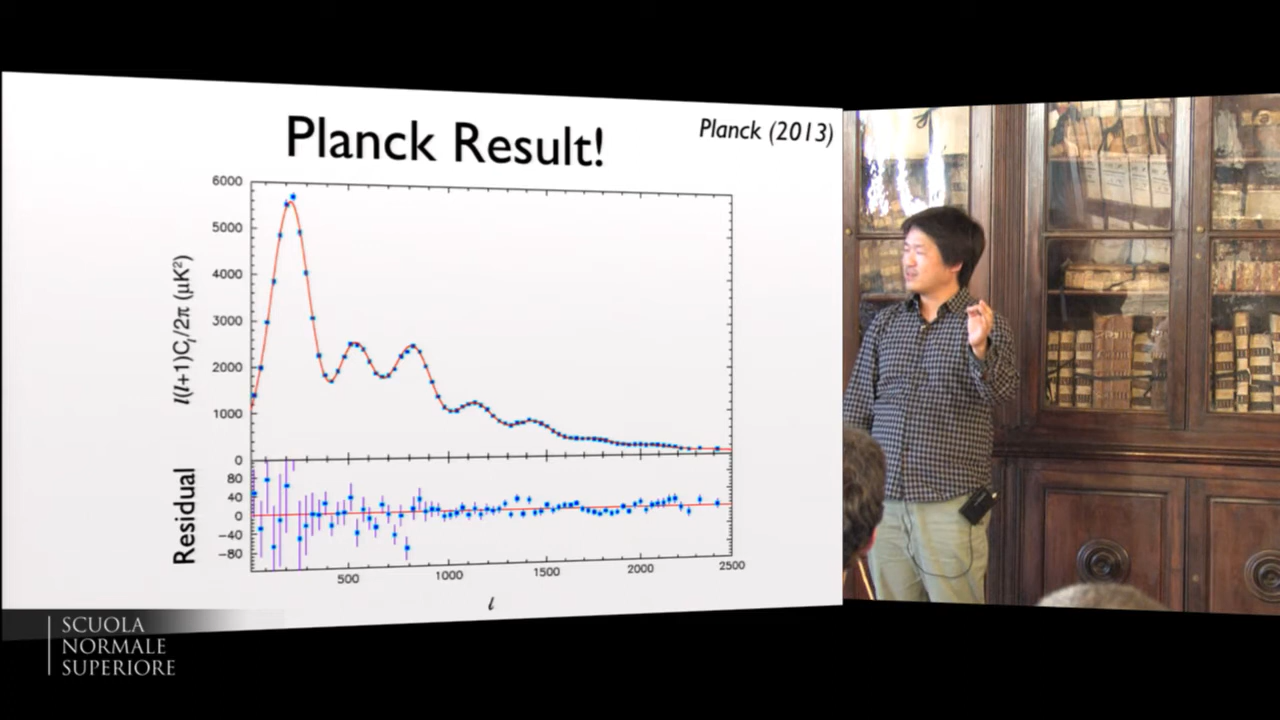 Planck Result!
Planck (2013)
l(l+1)Cl/2π (μK²)
6000
5000
4000
3000
2000
1000
0
Residual
80
40
0
−40
−80
500
1000
1500
2000
2500
l
SCUOLA
NORMALE
SUPERIORE